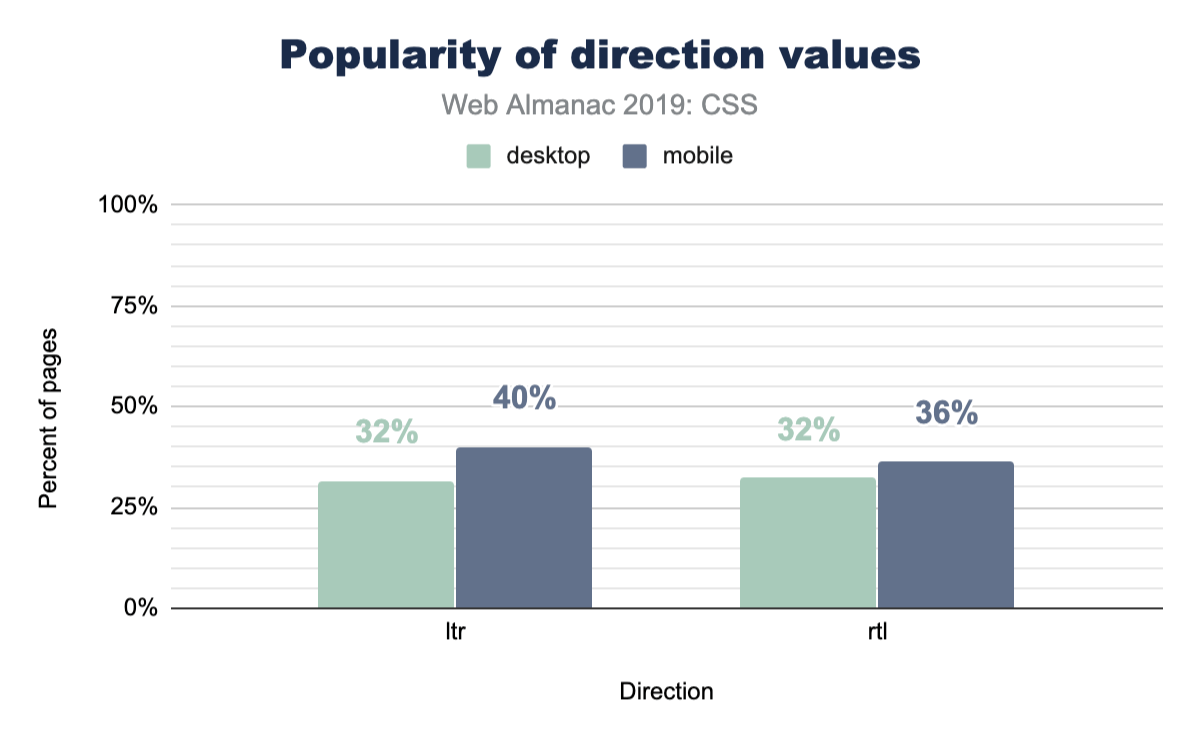 Popularity of direction values
Web Almanac 2019: CSS
desktop
mobile
100%
75%
50%
25%
0%
Percent of pages
32%
40%
32%
36%
ltr
rtl
Direction